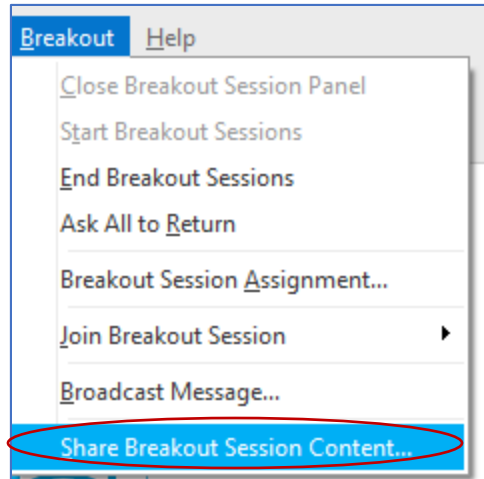 Breakout Help
Close Breakout Session Panel
Start Breakout Sessions
End Breakout Sessions
Ask All to Return
Breakout Session Assignment...
Join Breakout Session
Broadcast Message...
Share Breakout Session Content...